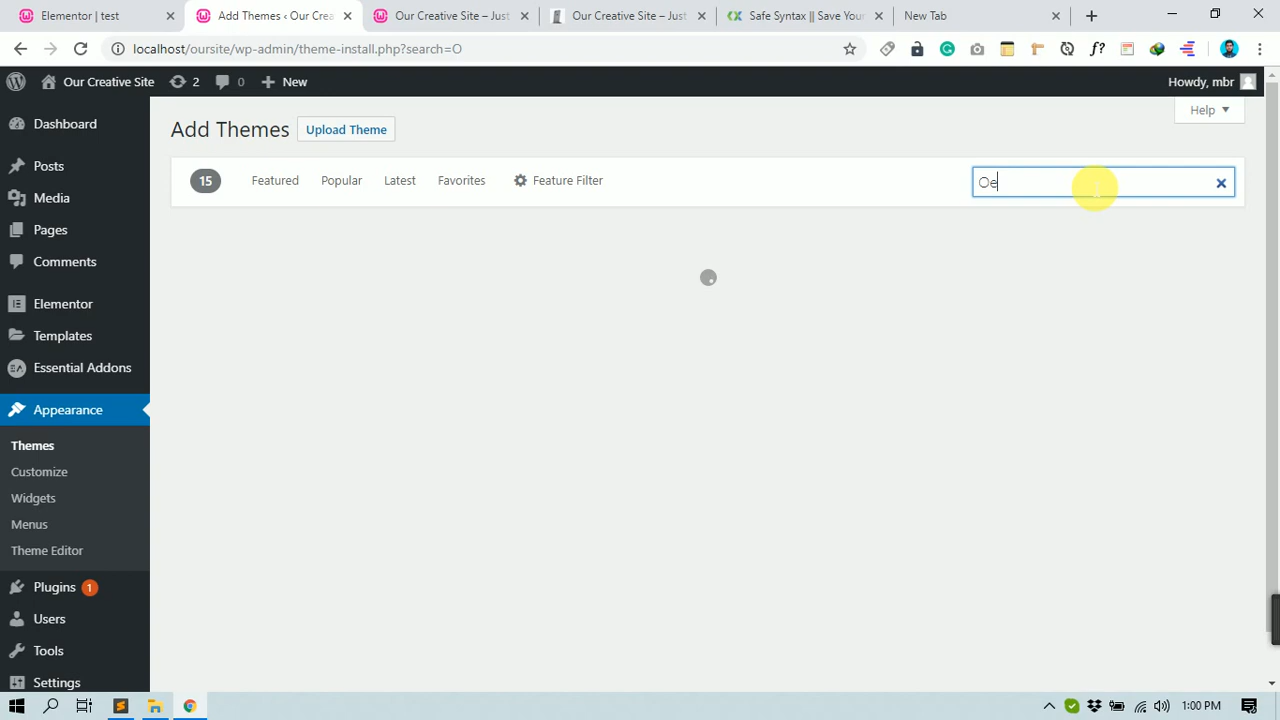 Elementor | test
Add Themes ‹ Our Cre
Our Creative Site – Just
Our Creative Site – Just
Safe Syntax || Save Your
New Tab
localhost/oursite/wp-admin/theme-install.php?search=O
f?
Our Creative Site
2
0
New
Howdy, mbr
Dashboard
Posts
Media
Pages
Comments
Elementor
Templates
EA Essential Addons
Appearance
Themes
Customize
Widgets
Menus
Theme Editor
Plugins 1
Users
Tools
Settings
Help
Add Themes
Upload Theme
15
Featured
Popular
Latest
Favorites
Feature Filter
Oe
1:00 PM